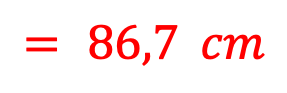 = 86,7 cm